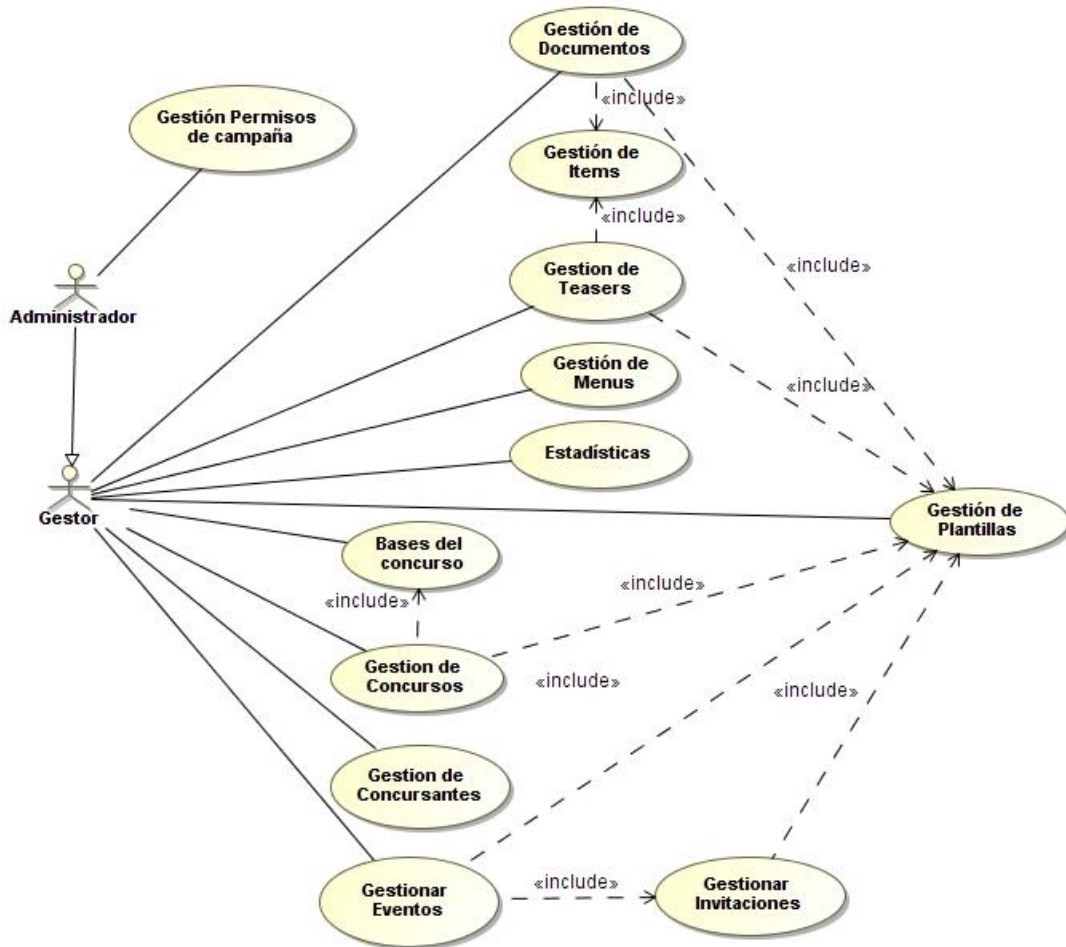 Gestión de
Documentos
«include»
Gestión Permisos
de campaña
Gestión de
Items
«include»
«include»
Gestion de
Teasers
Administrador
Gestión de
Menus
«include»
Estadísticas
Gestor
Gestión de
Plantillas
Bases del
concurso
«include»
«include»
Gestion de
Concursos
«include»
«include»
Gestion de
Concursantes
Gestionar
Eventos
«include»
Gestionar
Invitaciones